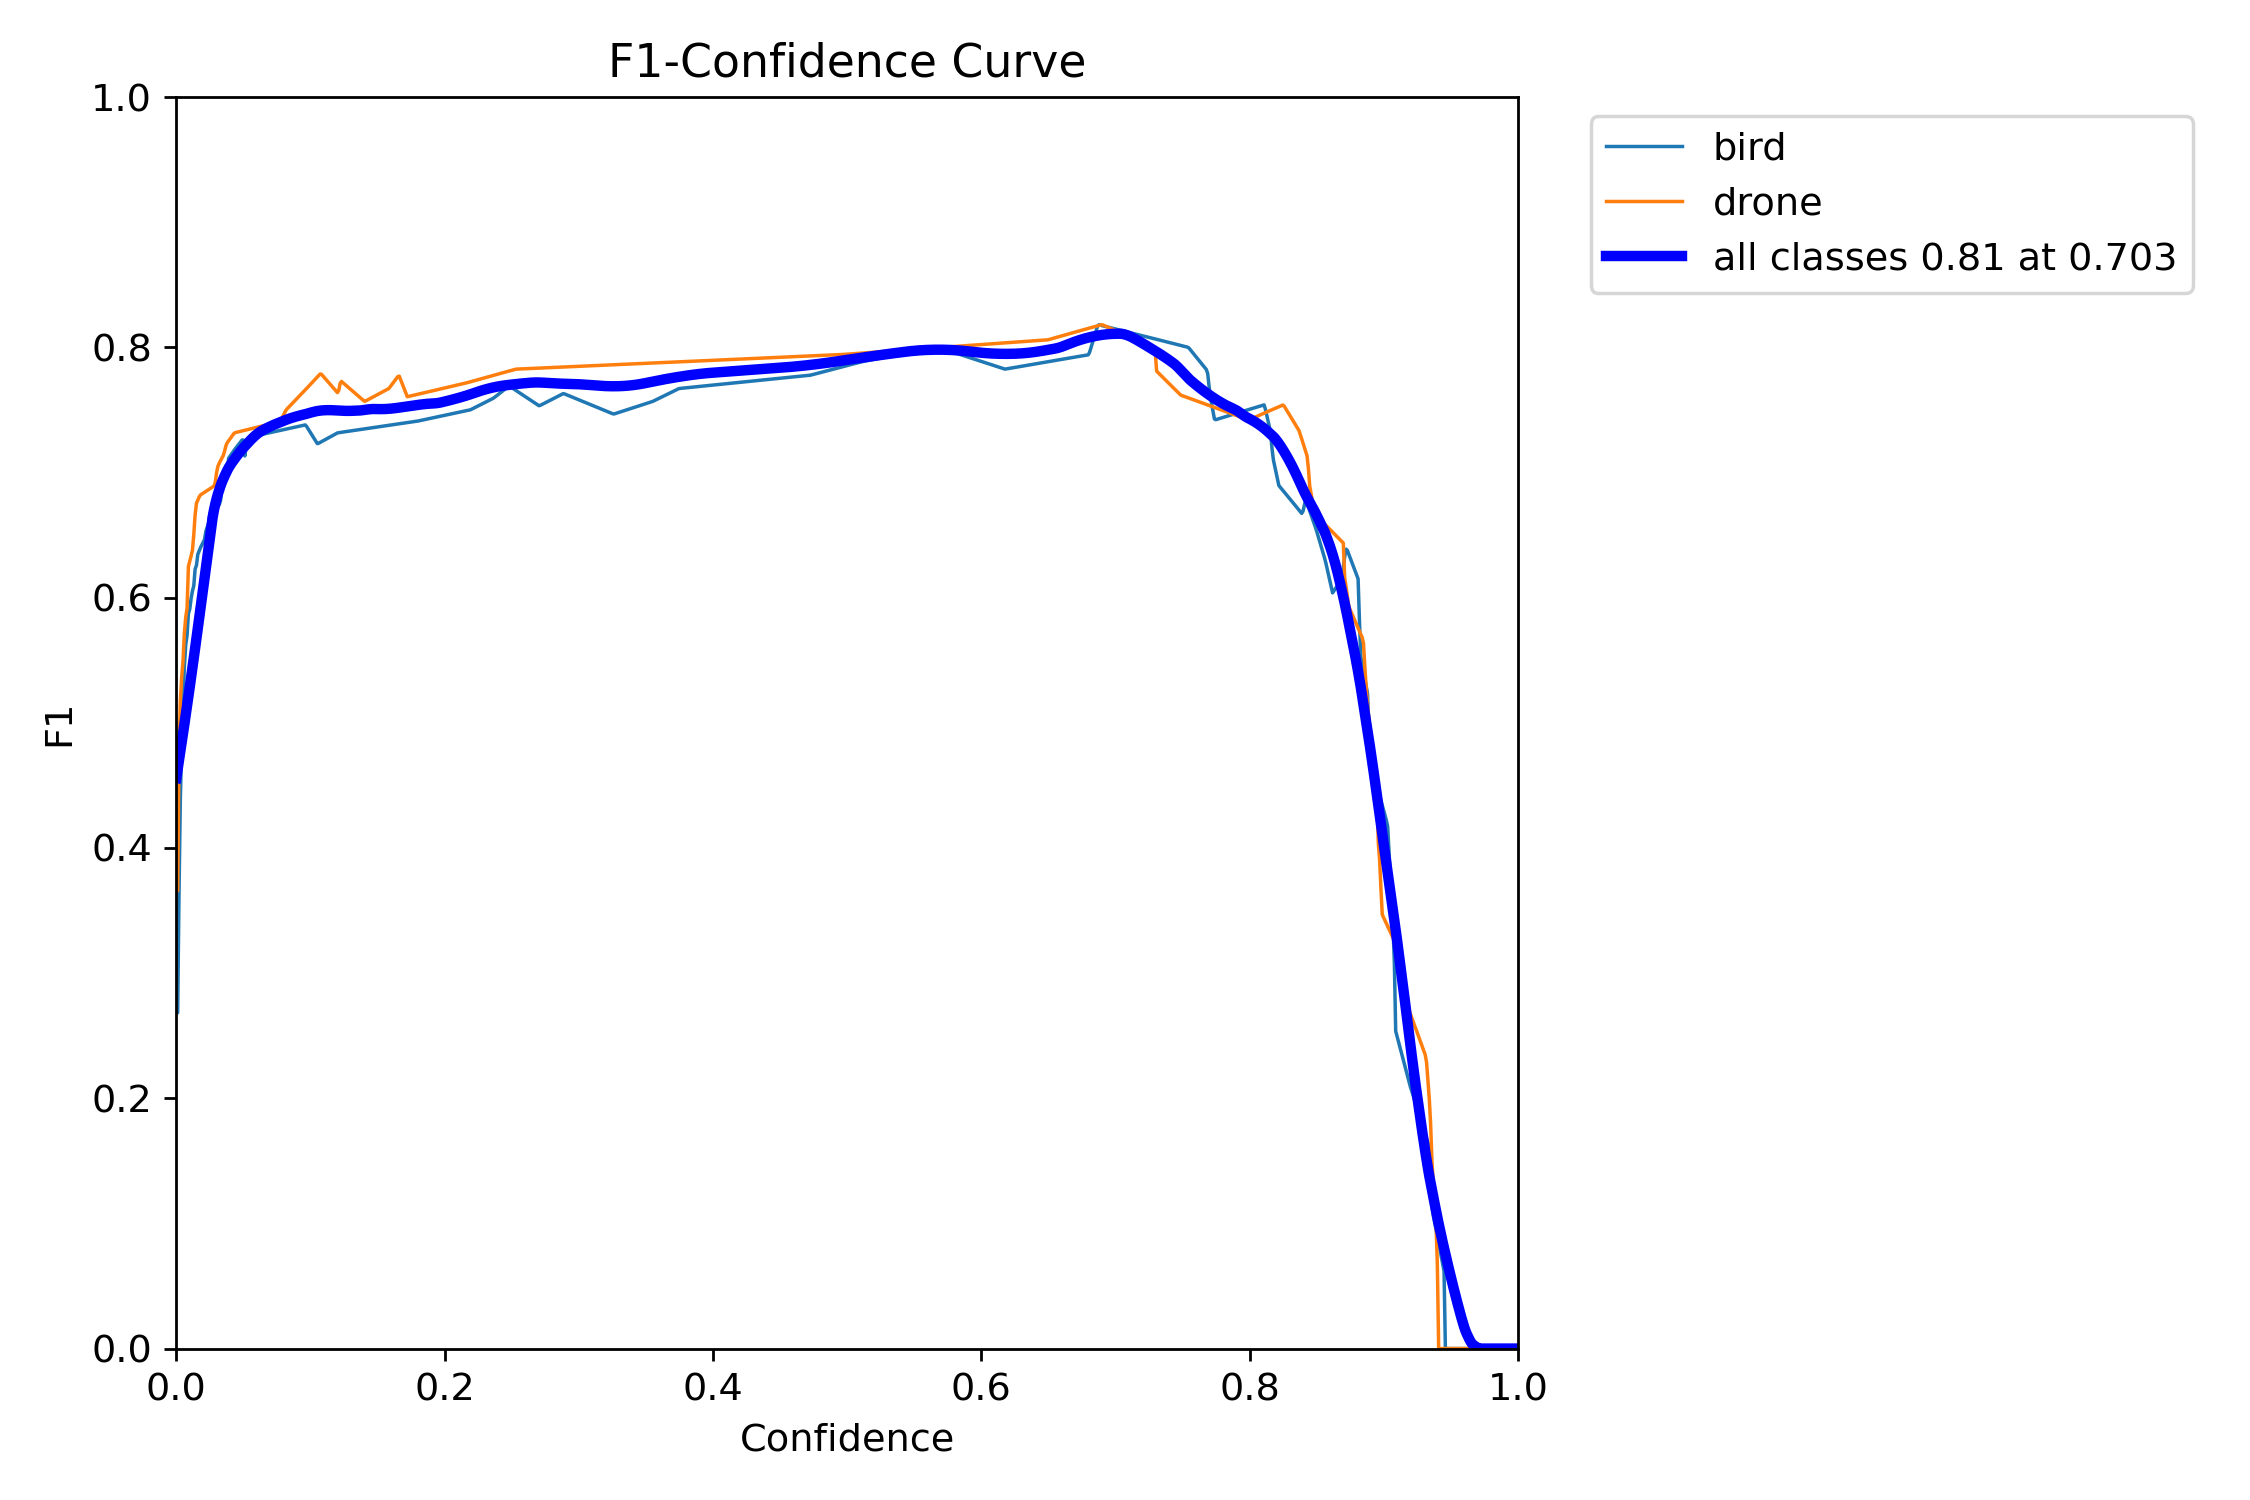 F1-Confidence Curve
1.0
0.8
0.6
0.4
0.2
0.0
F1
0.0 0.2 0.4 0.6 0.8 1.0
Confidence
bird
drone
all classes 0.81 at 0.703